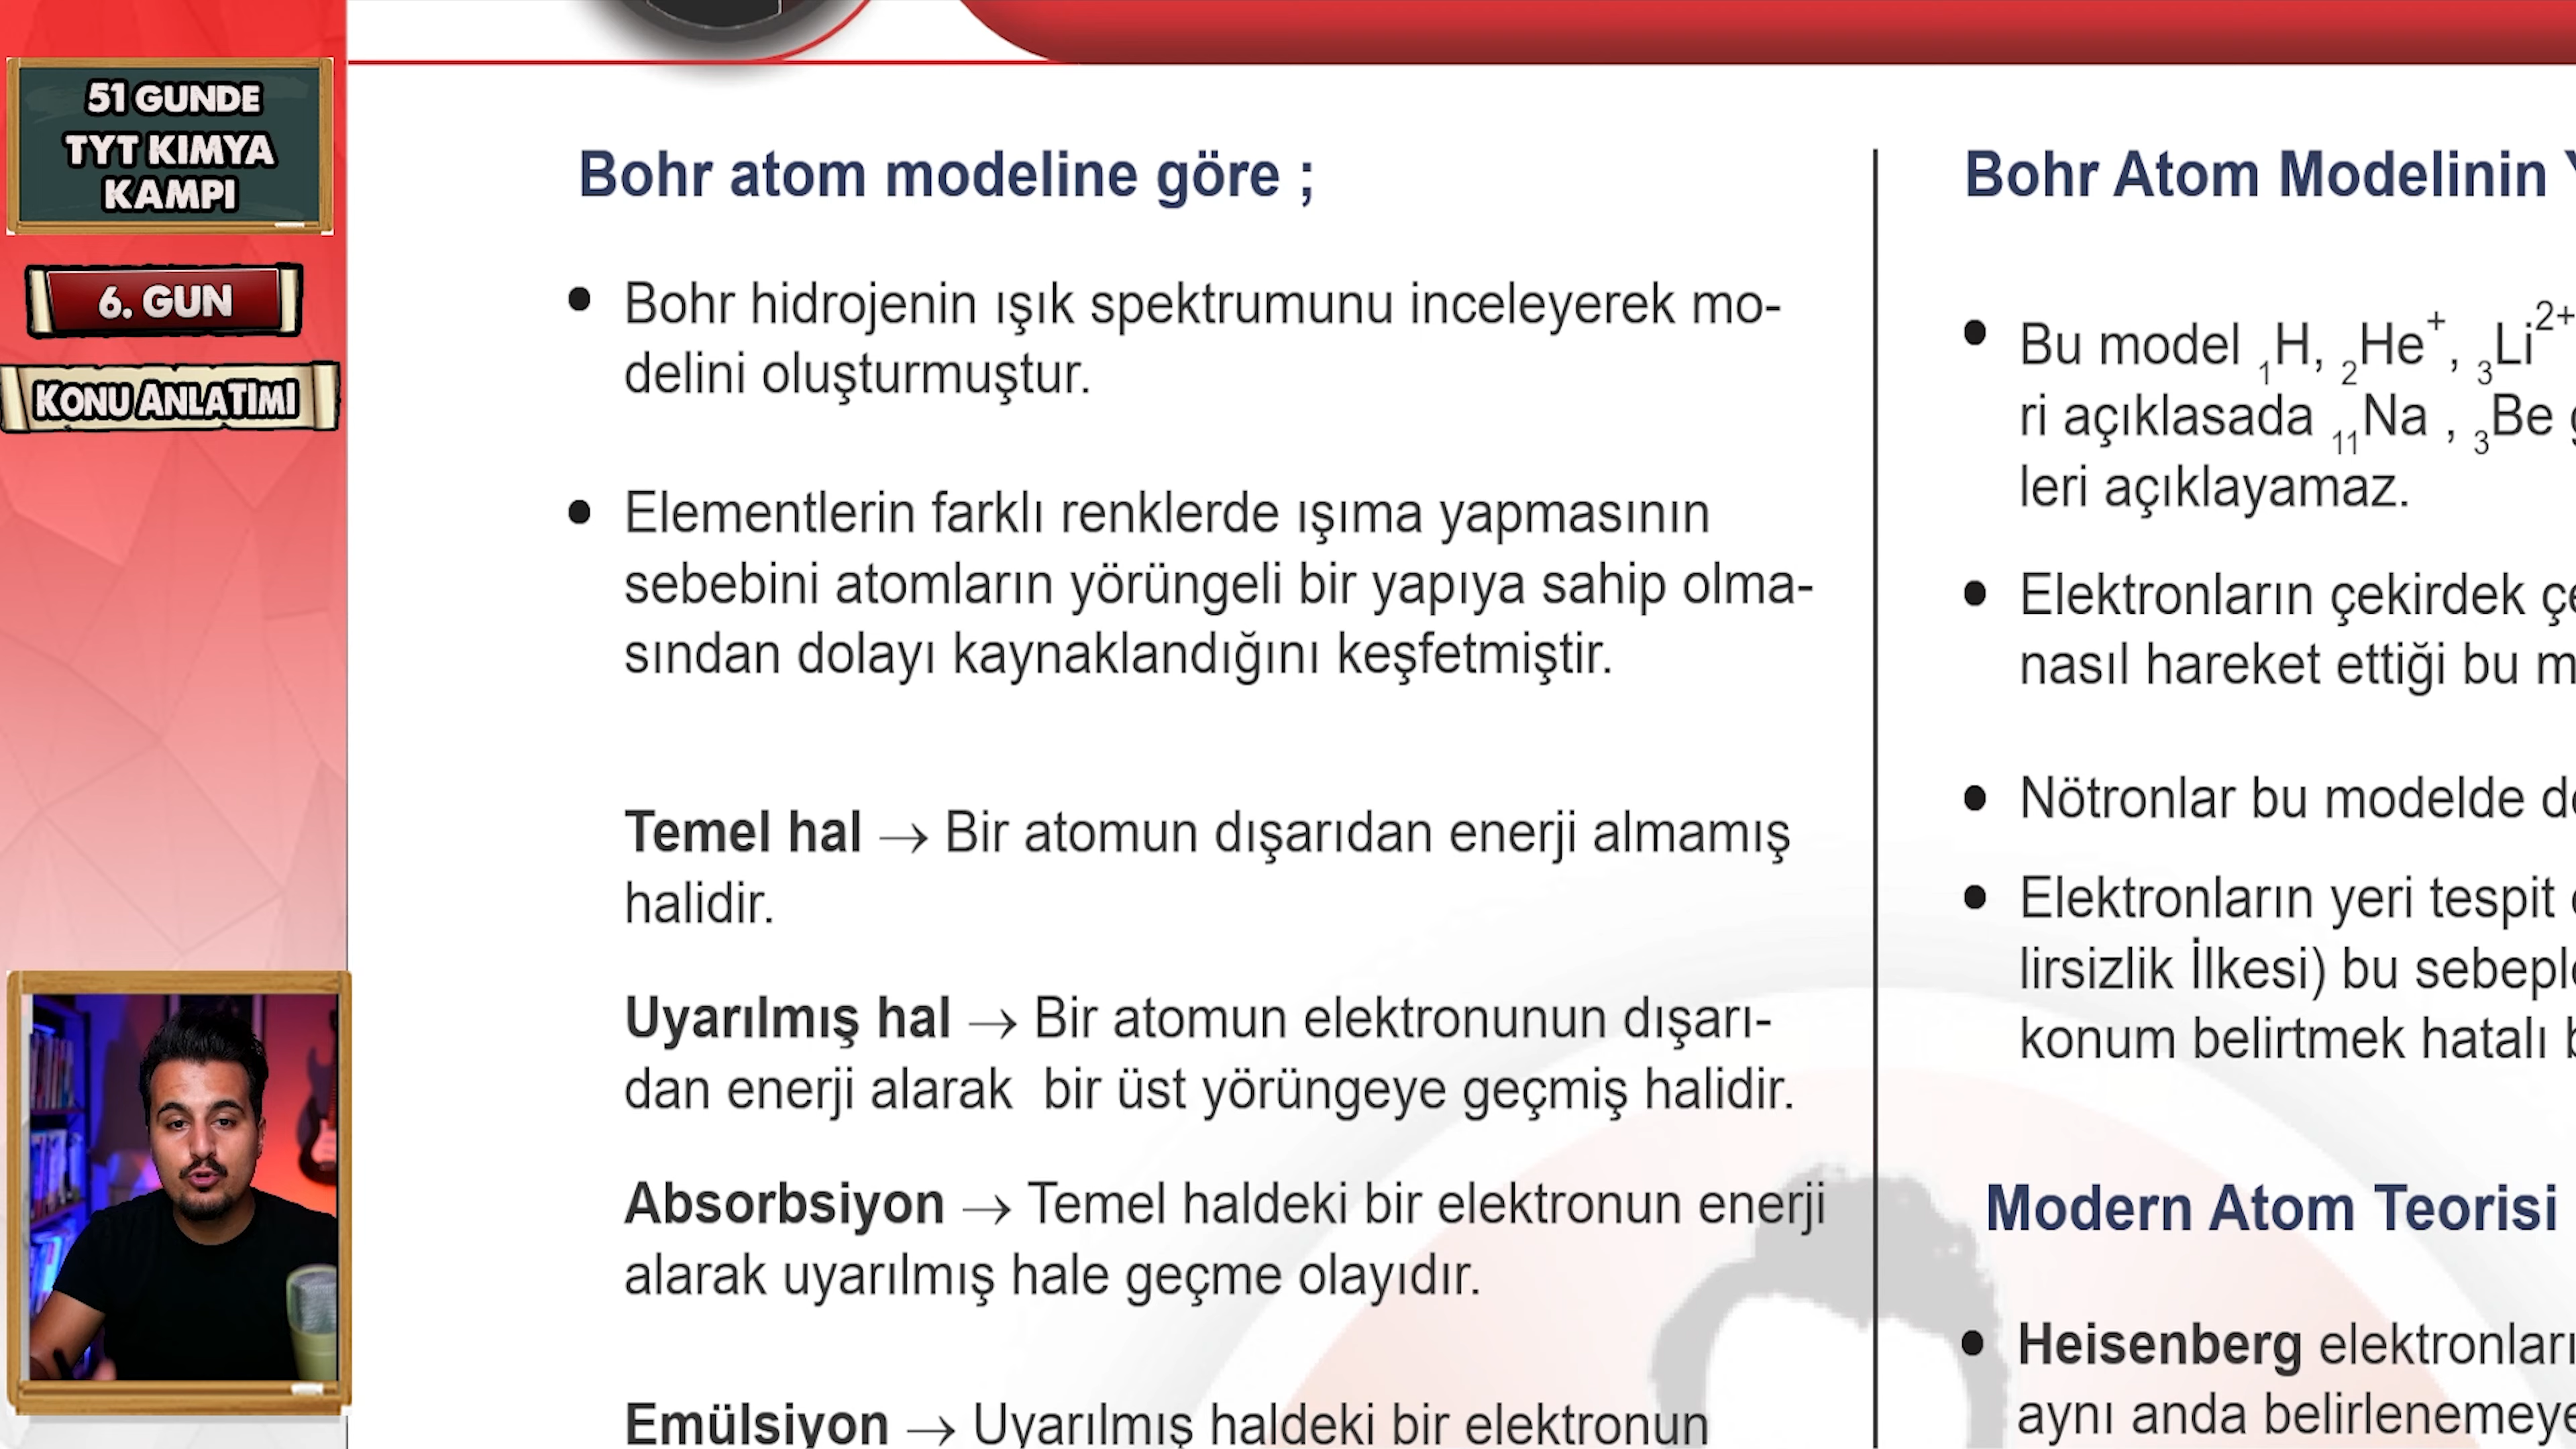 51 GUNDE
TYT KIMYA
KAMPI
6. GUN
KONU ANLATIMI
Bohr atom modeline göre ;
• Bohr hidrojenin ışık spektrumunu inceleyerek mo-
delini oluşturmuştur.
• Elementlerin farklı renklerde ışıma yapmasının
sebebini atomların yörüngeli bir yapıya sahip olma-
sından dolayı kaynaklandığını keşfetmiştir.
Temel hal → Bir atomun dışarıdan enerji almamış
halidir.
Uyarılmış hal → Bir atomun elektronunun dışarı-
dan enerji alarak bir üst yörüngeye geçmiş halidir.
Absorbsiyon → Temel haldeki bir elektronun enerji
alarak uyarılmış hale geçme olayıdır.
Emülsiyon → Uyarılmış haldeki bir elektronun
Bohr Atom Modelinin
• Bu model ₁H, ₂He⁺, ₃Li²⁺
ri açıklasada ₁₁Na , ₃Be
leri açıklayamaz.
• Elektronların çekirdek
nasıl hareket ettiği bu
• Nötronlar bu modelde
• Elektronların yeri tespit
lirsizlik İlkesi) bu
konum belirtmek hatalı
Modern Atom Teorisi
• Heisenberg
aynı anda